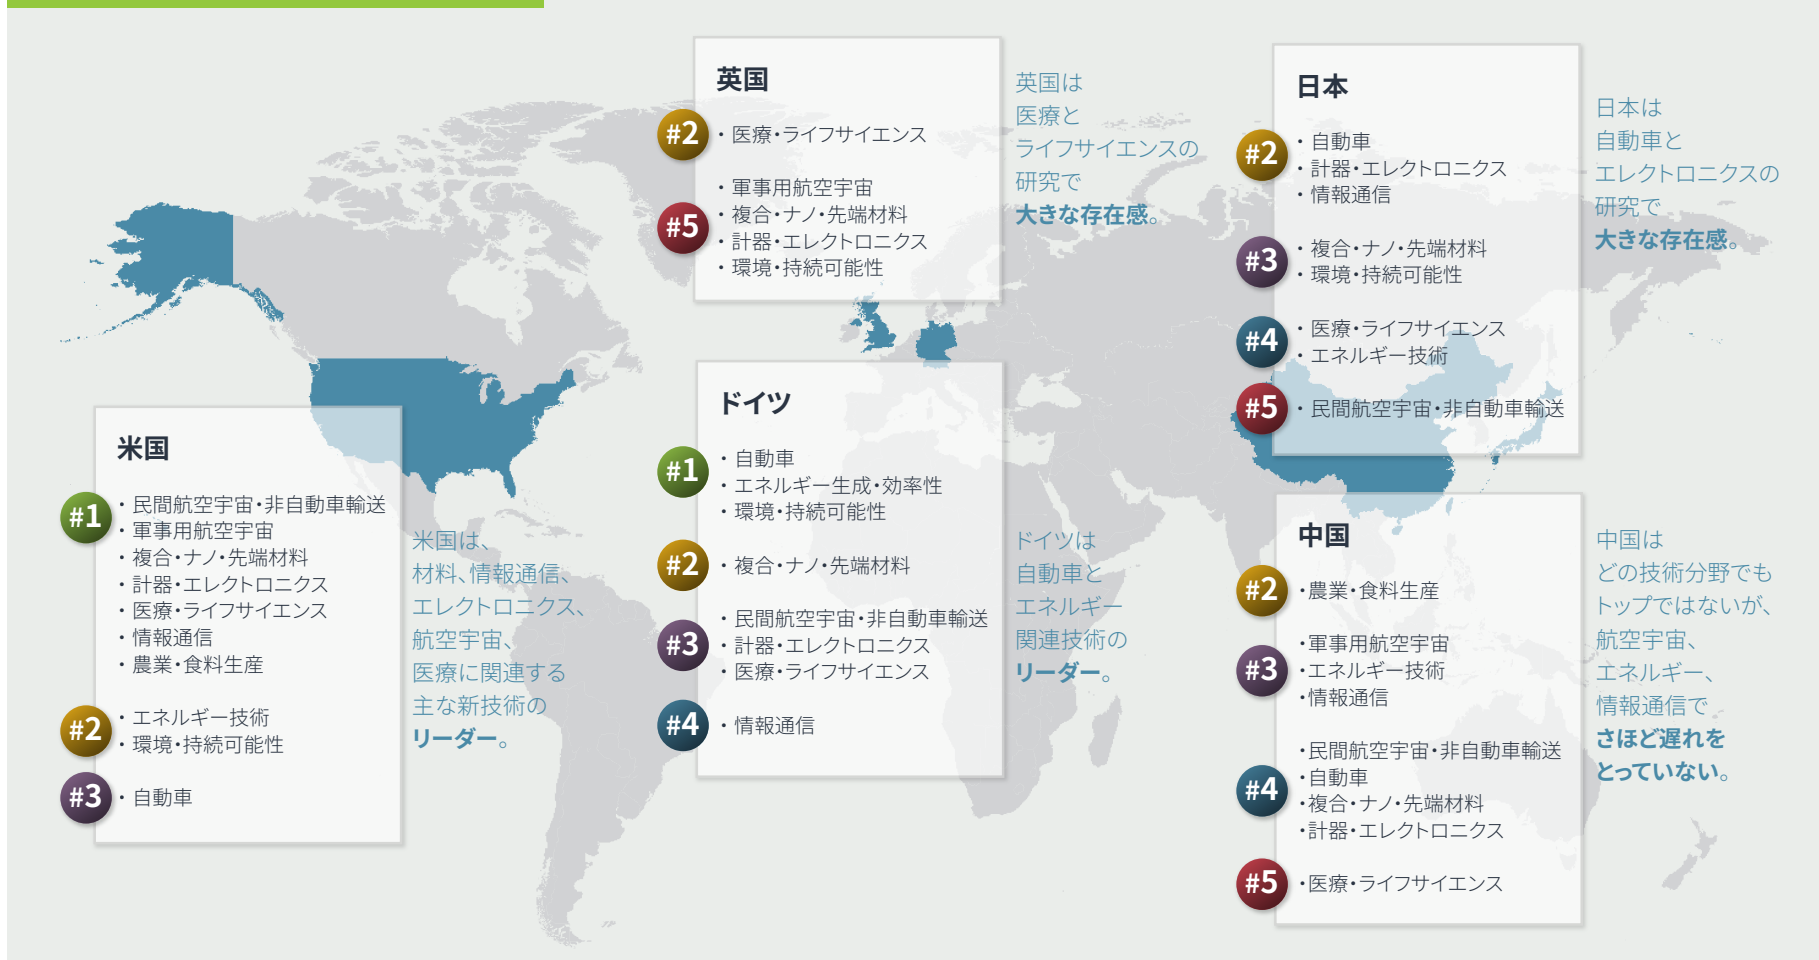 英国
#2
・医療・ライフサイエンス
#5
・軍事用航空宇宙
・複合・ナノ・先端材料
・計器・エレクトロニクス
・環境・持続可能性
英国は
医療と
ライフサイエンスの
研究で
大きな存在感。
日本
#2
・自動車
・計器・エレクトロニクス
・情報通信
#3
・複合・ナノ・先端材料
・環境・持続可能性
#4
・医療・ライフサイエンス
・エネルギー技術
#5
・民間航空宇宙・非自動車輸送
日本は
自動車と
エレクトロニクスの
研究で
大きな存在感。
米国
#1
・民間航空宇宙・非自動車輸送
・軍事用航空宇宙
・複合・ナノ・先端材料
・計器・エレクトロニクス
・医療・ライフサイエンス
・情報通信
・農業・食料生産
#2
・エネルギー技術
・環境・持続可能性
#3
・自動車
米国は、
材料、情報通信、
エレクトロニクス、
航空宇宙、
医療に関連する
主な新技術の
リーダー。
ドイツ
#1
・自動車
・エネルギー生成・効率性
・環境・持続可能性
#2
・複合・ナノ・先端材料
#3
・民間航空宇宙・非自動車輸送
・計器・エレクトロニクス
・医療・ライフサイエンス
#4
・情報通信
ドイツは
自動車と
エネルギー
関連技術の
リーダー。
中国
#2
・農業・食料生産
#3
・軍事用航空宇宙
・エネルギー技術
・情報通信
#4
・民間航空宇宙・非自動車輸送
・自動車
・複合・ナノ・先端材料
・計器・エレクトロニクス
#5
・医療・ライフサイエンス
中国は
どの技術分野でも
トップではないが、
航空宇宙、
エネルギー、
情報通信で
さほど遅れを
とっていない。